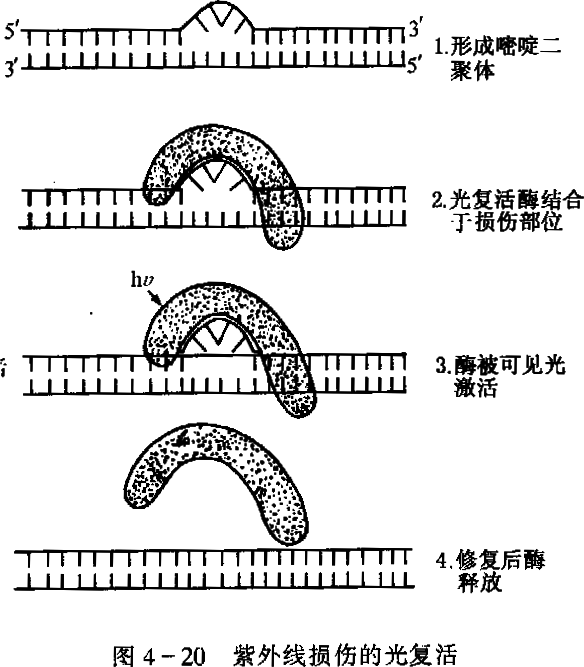 5′ 3′
3′ 5′
1.形成嘧啶二
聚体
2.光复活酶结合
于损伤部位
hυ
3.酶被可见光
激活
4.修复后酶
释放
图 4-20 紫外线损伤的光复活